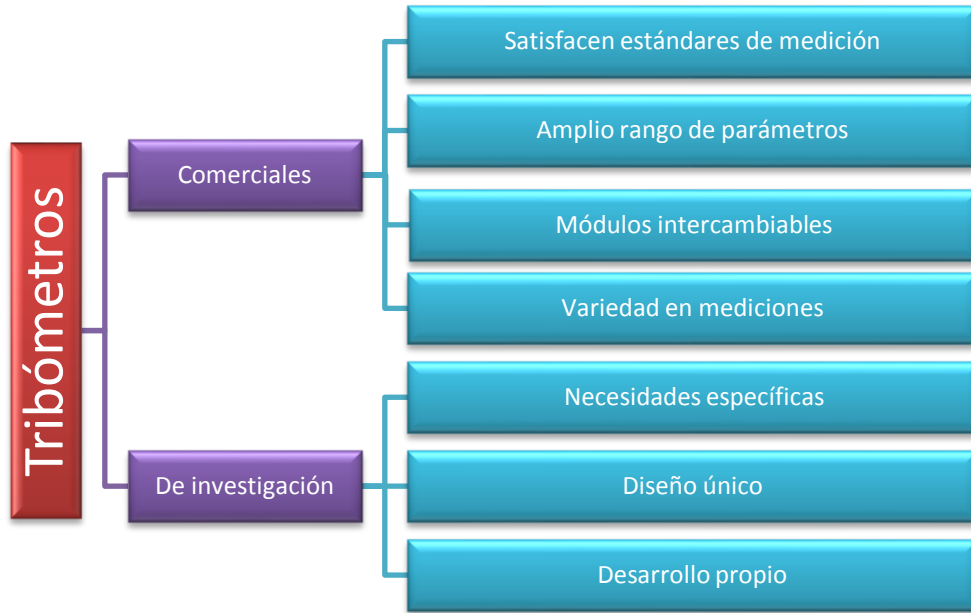 Tribómetros
Comerciales
Satisfacen estándares de medición
Amplio rango de parámetros
Módulos intercambiables
Variedad en mediciones
De investigación
Necesidades específicas
Diseño único
Desarrollo propio